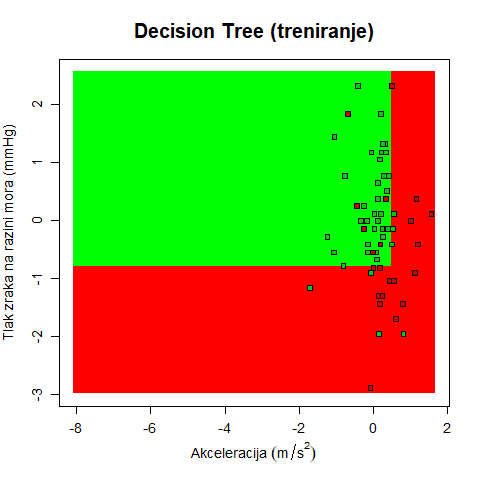 Decision Tree (treniranje)
Tlak zraka na razini mora (mmHg)
2
1
0
-1
-2
-3
-8 -6 -4 -2 0 2
Akceleracija (m/s²)